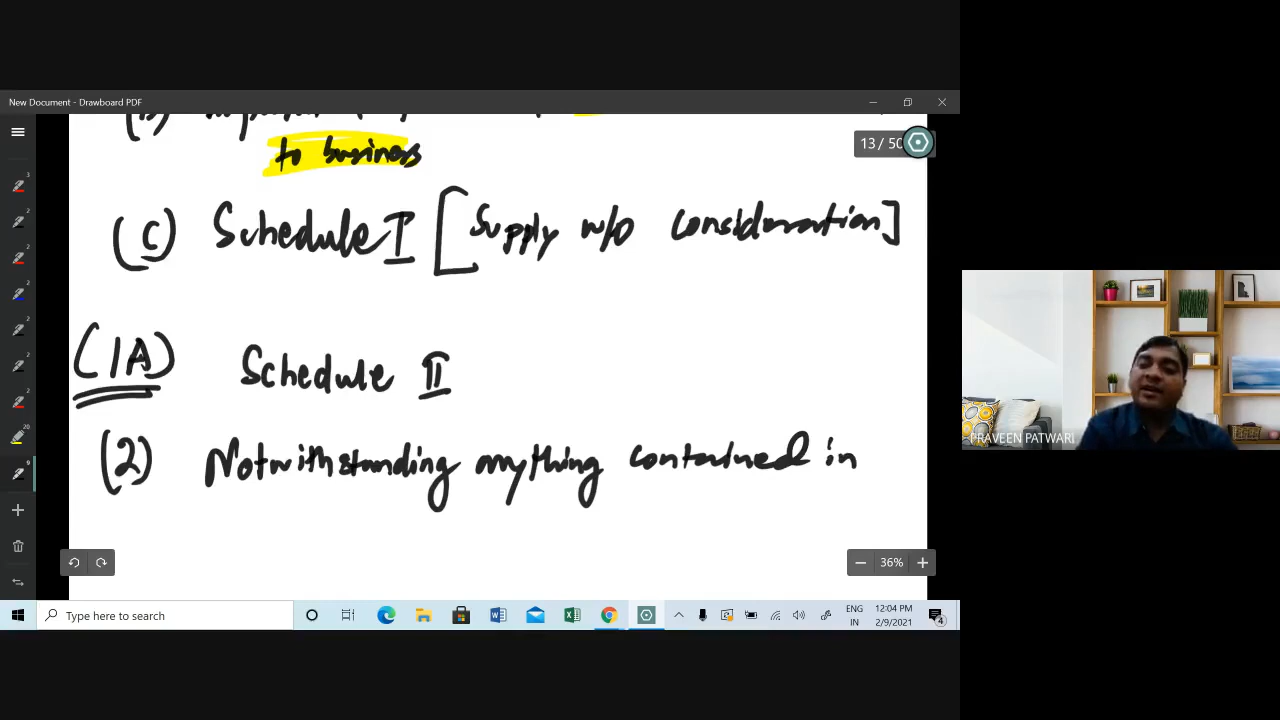 New Document - Drawboard PDF
to business
13 / 50
(c) Schedule I [Supply w/o consideration]
(1A) Schedule II
(2) Notwithstanding anything contained in
PRAVEEN PATWARI
36%
Type here to search
ENG
IN
12:04 PM
2/9/2021
4